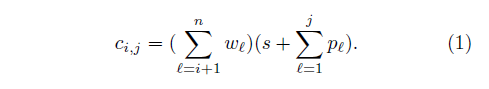 $c_{i,j} = (\sum_{\ell=i+1}^{n} w_\ell)(s + \sum_{\ell=1}^{j} p_\ell).$ (1)